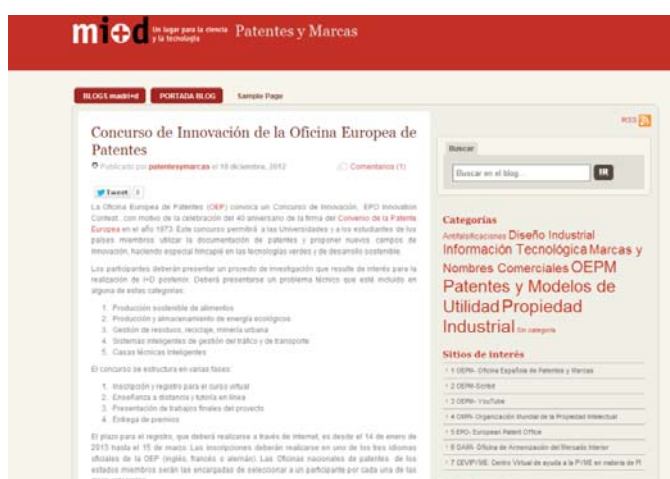 mi+d Un lugar para la ciencia
y la tecnología
Patentes y Marcas
BLOGS madri+d PORTADA BLOG Sample Page
RSS
Concurso de Innovación de la Oficina Europea de
Patentes
Publicado por patentesymarcas el 18 diciembre, 2012 Comentarios (1)
Tweet 0
La Oficina Europea de Patentes (OEP) convoca un Concurso de Innovación, EPO Innovation
Contest, con motivo de la celebración del 40 aniversario de la firma del Convenio de la Patente
Europea en el año 1973. Este concurso permitirá a las Universidades y a los estudiantes de los
países miembros utilizar la documentación de patentes y proponer nuevos campos de
innovación, haciendo especial hincapié en las tecnologías verdes y de desarrollo sostenible.
Los participantes deberán presentar un proyecto de investigación que resulte de interés para la
realización de I+D posterior. Deberá presentarse un problema técnico que esté incluido en
alguna de estas categorías:
1. Producción sostenible de alimentos
2. Producción y almacenamiento de energía ecológicos
3. Gestión de residuos, reciclaje, minería urbana
4. Sistemas inteligentes de gestión del tráfico y de transporte
5. Casas técnicas inteligentes
El concurso se estructura en varias fases:
1. Inscripción y registro para el curso virtual
2. Enseñanza a distancia y tutoría en línea
3. Presentación de trabajos finales del proyecto
4. Entrega de premios
El plazo para el registro, que deberá realizarse a través de internet, es desde el 14 de enero de
2013 hasta el 15 de marzo. Las inscripciones deberán realizarse en uno de los tres idiomas
oficiales de la OEP (inglés, francés o alemán). Las Oficinas nacionales de patentes, de los
estados miembros serán las encargadas de seleccionar a un participante por cada una de las
Buscar
Buscar en el blog... IR
Categorías
Antifalsificaciones Diseño Industrial
Información Tecnológica Marcas y
Nombres Comerciales OEPM
Patentes y Modelos de
Utilidad Propiedad
Industrial Sin categoría
Sitios de interés
1 OEPM- Oficina Española de Patentes y Marcas
2 OEPM-Scribd
3 OEPM- YouTube
4 OMPI- Organización Mundial de la Propiedad Intelectual
5 EPO- European Patent Office
6 OAMI- Oficina de Armonización del Mercado Interior
7 CEVIPYME: Centro Virtual de ayuda a la PYME en materia de PI